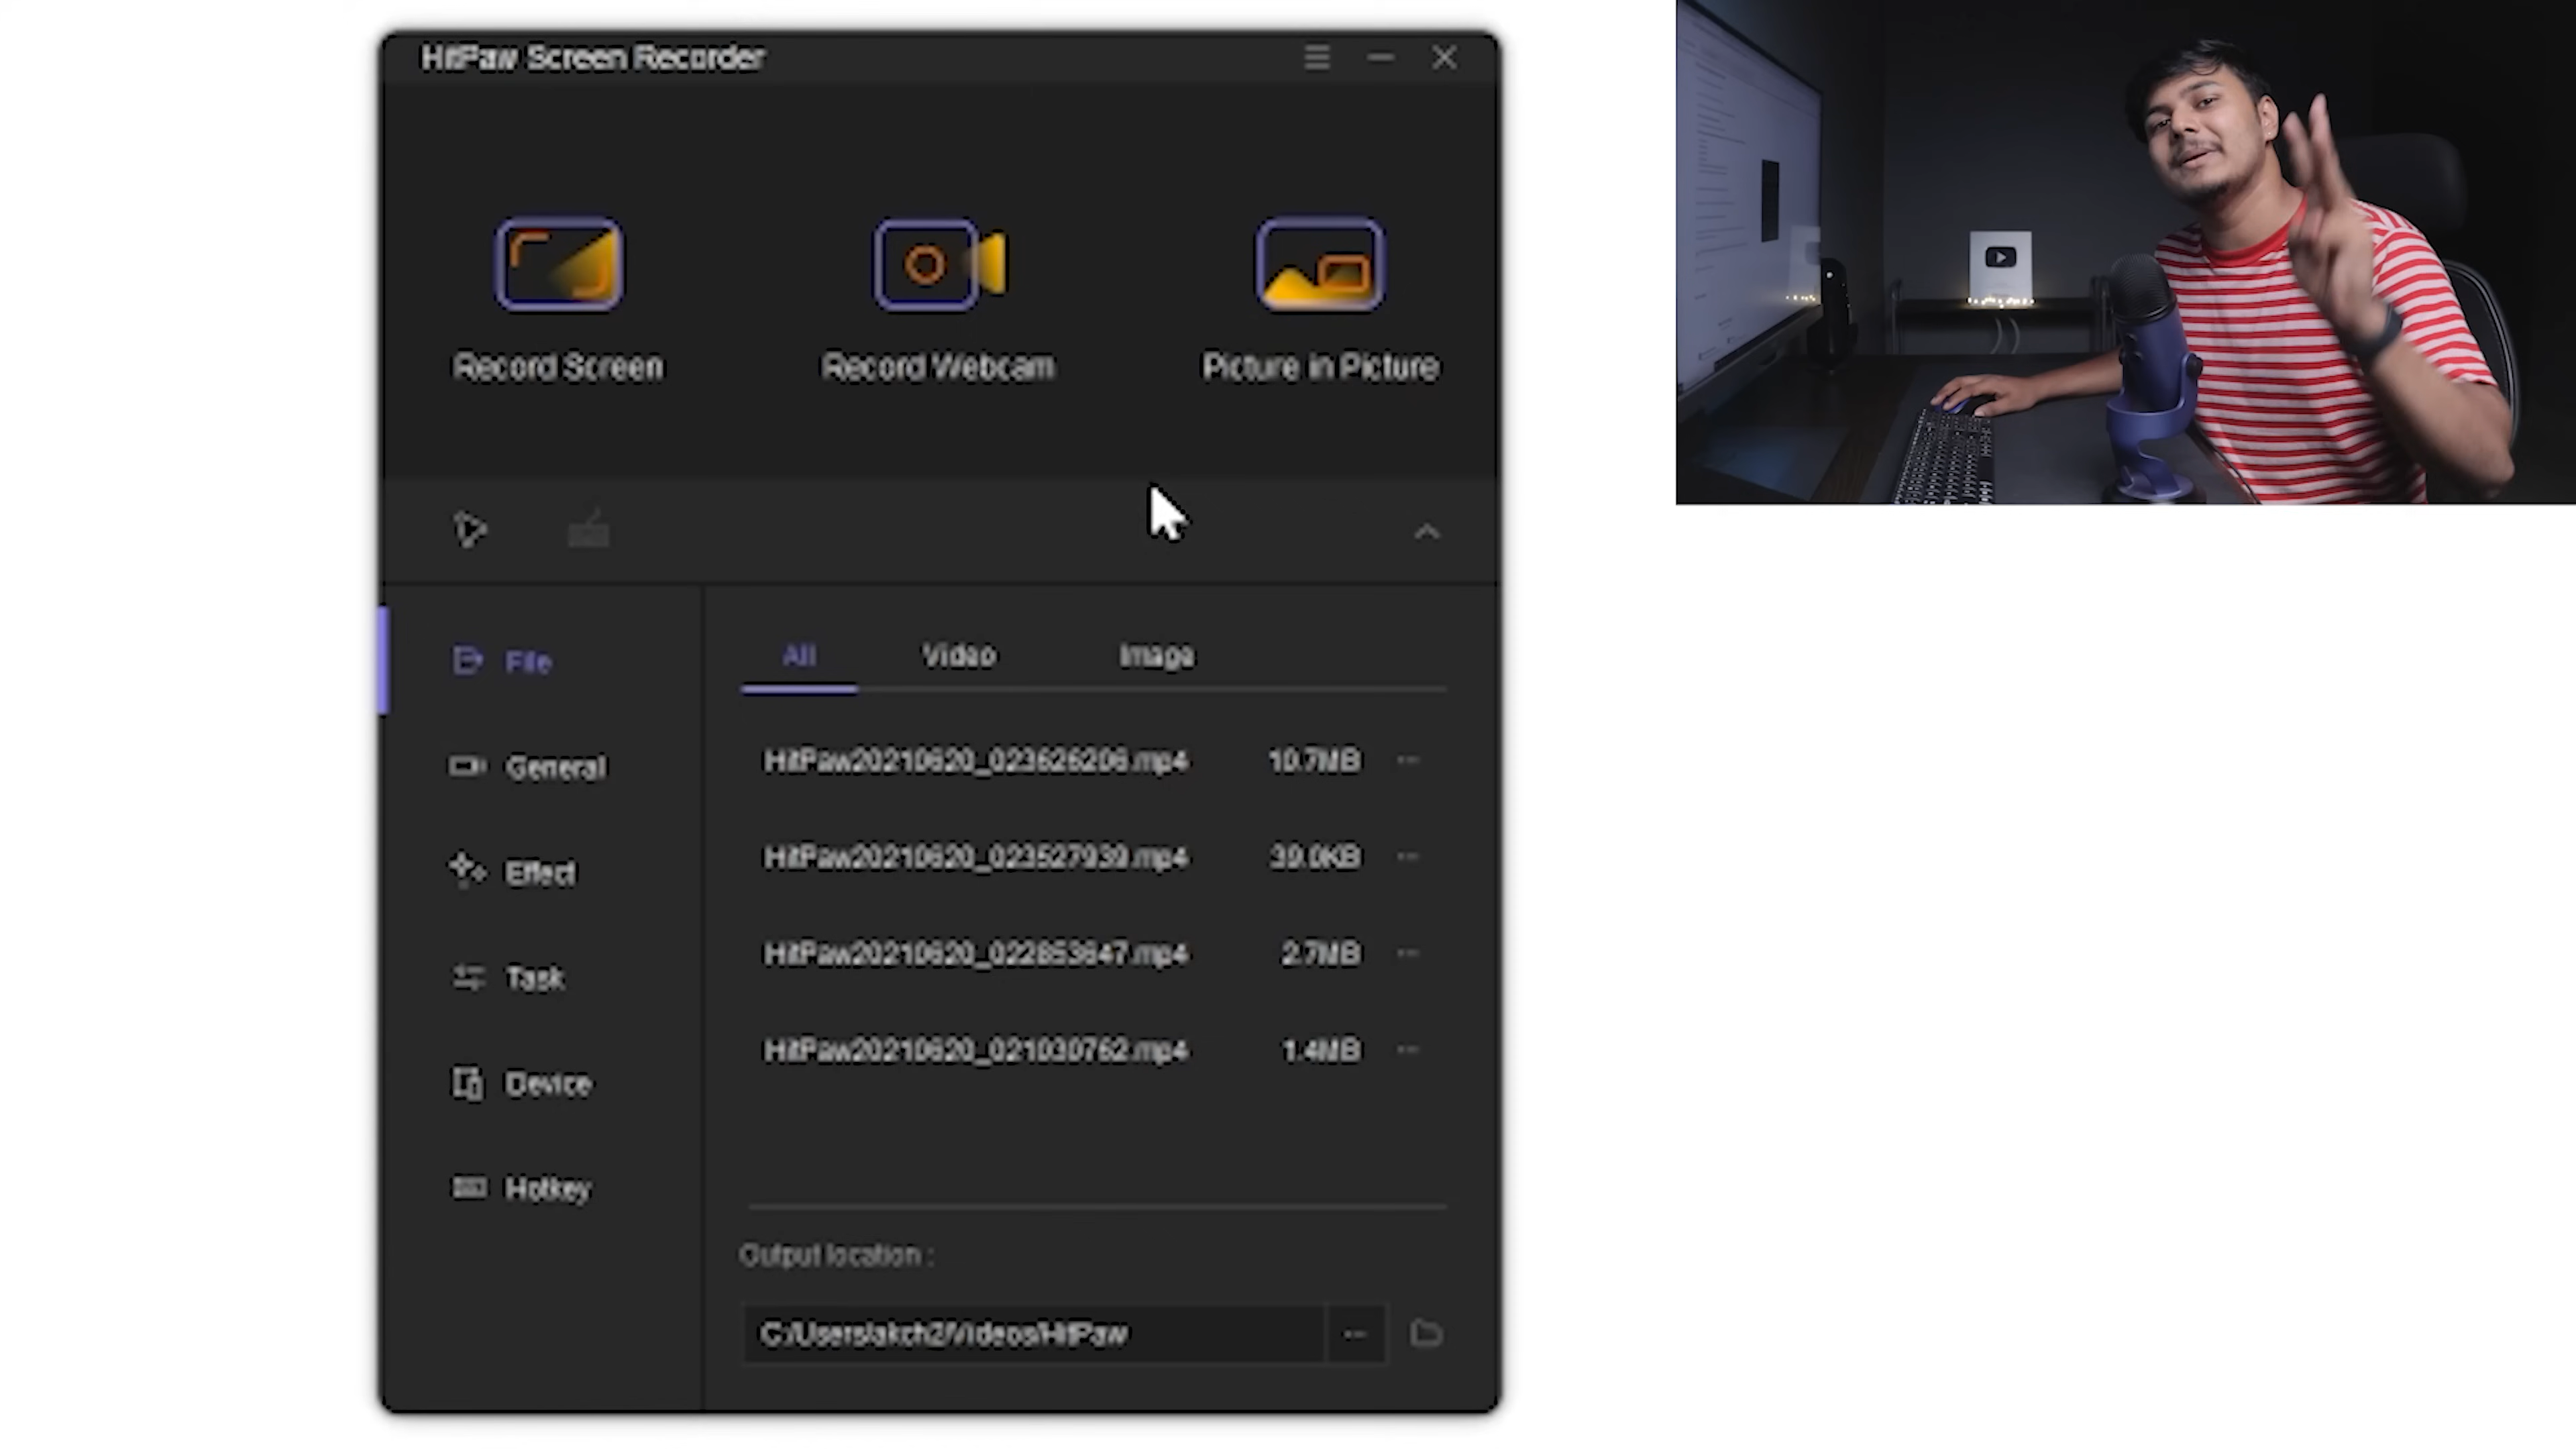 HitPaw Screen Recorder
Record Screen
Record Webcam
Picture in Picture
File
General
Effect
Task
Device
Hotkey
All Video Image
HitPaw20210620_023626206.mp4 10.7MB
HitPaw20210620_023527939.mp4 39.0KB
HitPaw20210620_022853647.mp4 2.7MB
HitPaw20210620_021030762.mp4 1.4MB
Output location :
C:/Users/akch2/Videos/HitPaw